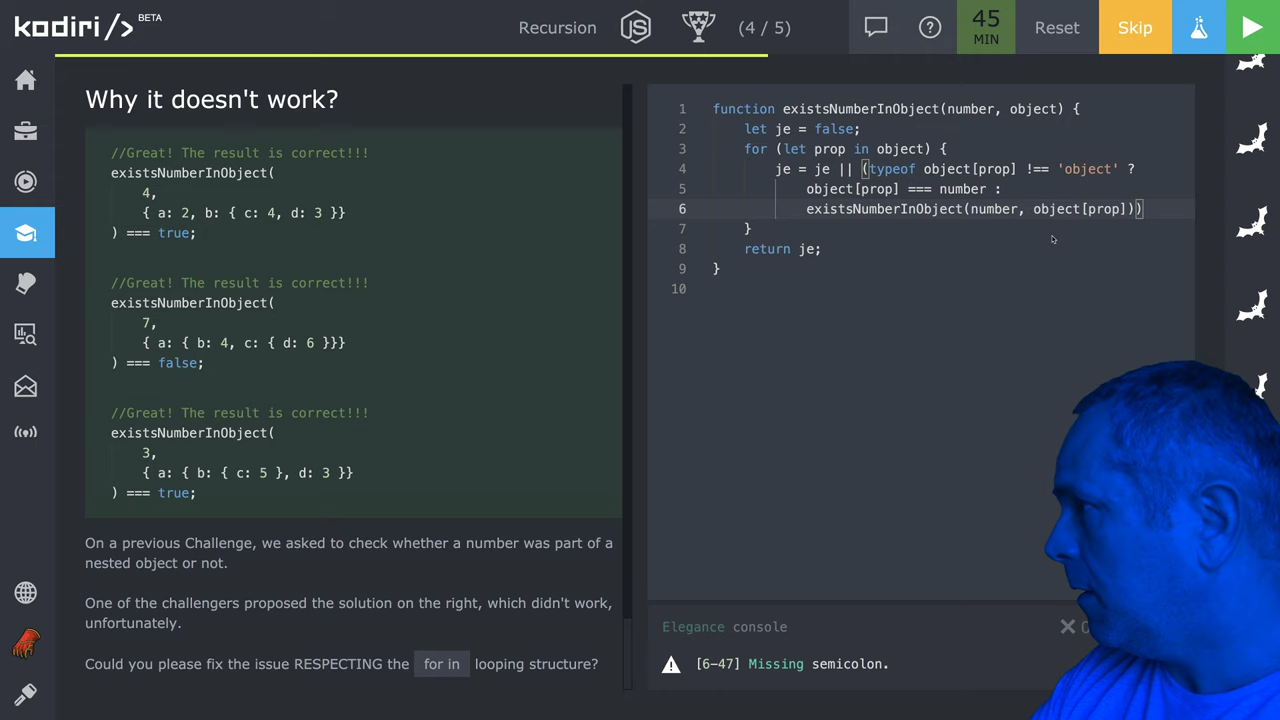 kodiri /> BETA
Recursion
JS
(4 / 5)
45
MIN
Reset
Skip
Why it doesn't work?
//Great! The result is correct!!!
existsNumberInObject(
4,
{ a: 2, b: { c: 4, d: 3 }}
) === true;
//Great! The result is correct!!!
existsNumberInObject(
7,
{ a: { b: 4, c: { d: 6 }}}
) === false;
//Great! The result is correct!!!
existsNumberInObject(
3,
{ a: { b: { c: 5 }, d: 3 }}
) === true;
On a previous Challenge, we asked to check whether a number was part of a
nested object or not.
One of the challengers proposed the solution on the right, which didn't work,
unfortunately.
Could you please fix the issue RESPECTING the for in looping structure?
1 function existsNumberInObject(number, object) {
2 let je = false;
3 for (let prop in object) {
4 je = je || (typeof object[prop] !== 'object' ?
5 object[prop] === number :
6 existsNumberInObject(number, object[prop]))
7 }
8 return je;
9 }
10
Elegance console
[6-47] Missing semicolon.